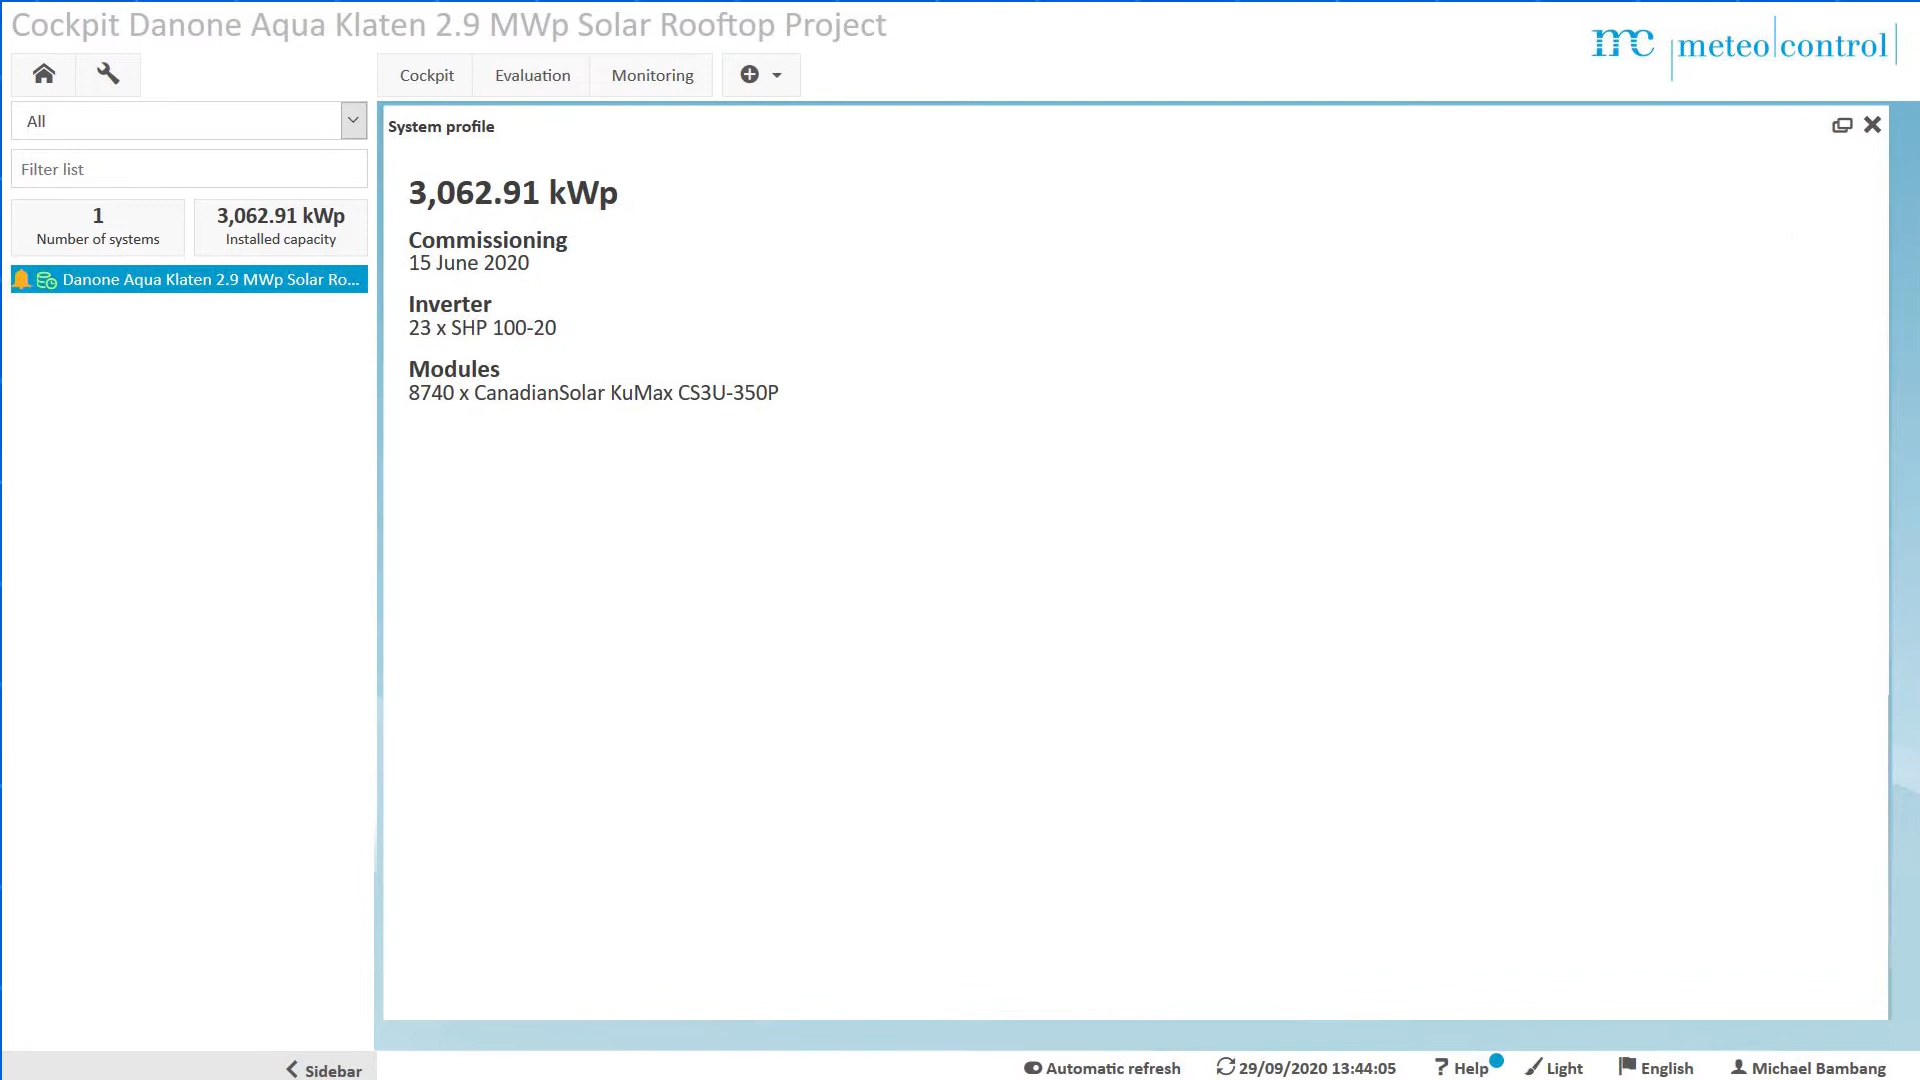 Cockpit Danone Aqua Klaten 2.9 MWp Solar Rooftop Project
mc meteo control
Cockpit
Evaluation
Monitoring
All
Filter list
1
Number of systems
3,062.91 kWp
Installed capacity
Danone Aqua Klaten 2.9 MWp Solar Ro...
System profile
3,062.91 kWp
Commissioning
15 June 2020
Inverter
23 x SHP 100-20
Modules
8740 x CanadianSolar KuMax CS3U-350P
Sidebar
Automatic refresh
29/09/2020 13:44:05
? Help
Light
English
Michael Bambang